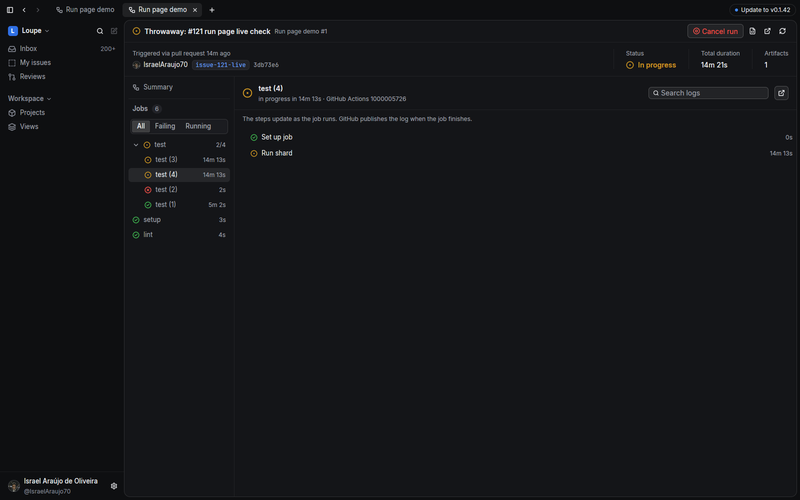 Run page demo
Run page demo
Update to v0.1.42
L Loupe
Inbox 200+
My issues
Reviews
Workspace
Projects
Views
Israel Araújo de Oliveira
@IsraelAraujo70
Throwaway: #121 run page live check Run page demo #1
Cancel run
Triggered via pull request 14m ago
IsraelAraujo70 issue-121-live 3db73e6
Status
In progress
Total duration
14m 21s
Artifacts
1
Summary
Jobs 6
All Failing Running
test 2/4
test (3) 14m 13s
test (4) 14m 13s
test (2) 2s
test (1) 5m 2s
setup 3s
lint 4s
test (4)
in progress in 14m 13s · GitHub Actions 1000005726
Search logs
The steps update as the job runs. GitHub publishes the log when the job finishes.
Set up job 0s
Run shard 14m 13s